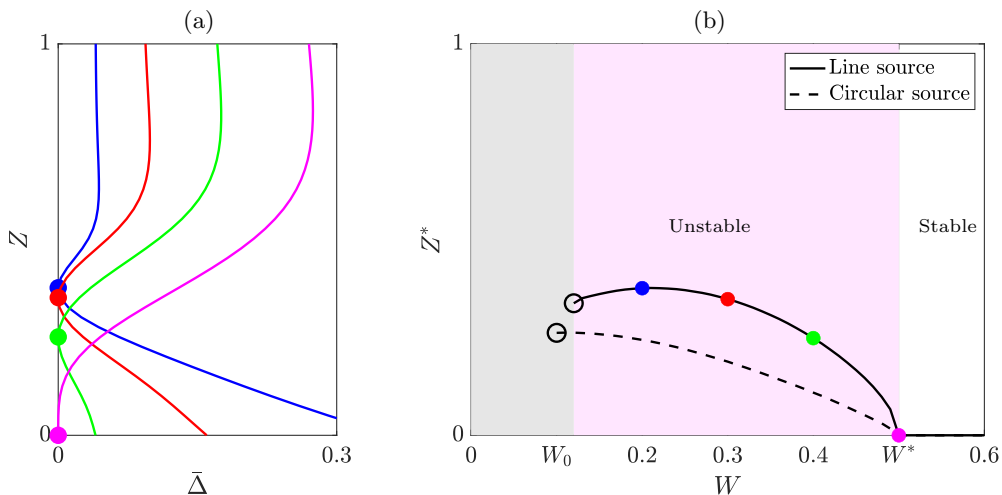 (a)
1
Z
0
0
0.3
Δ̄
(b)
1
Z*
0
Line source
Circular source
Unstable
Stable
0
W₀
0.2
0.3
0.4
W*
0.6
W